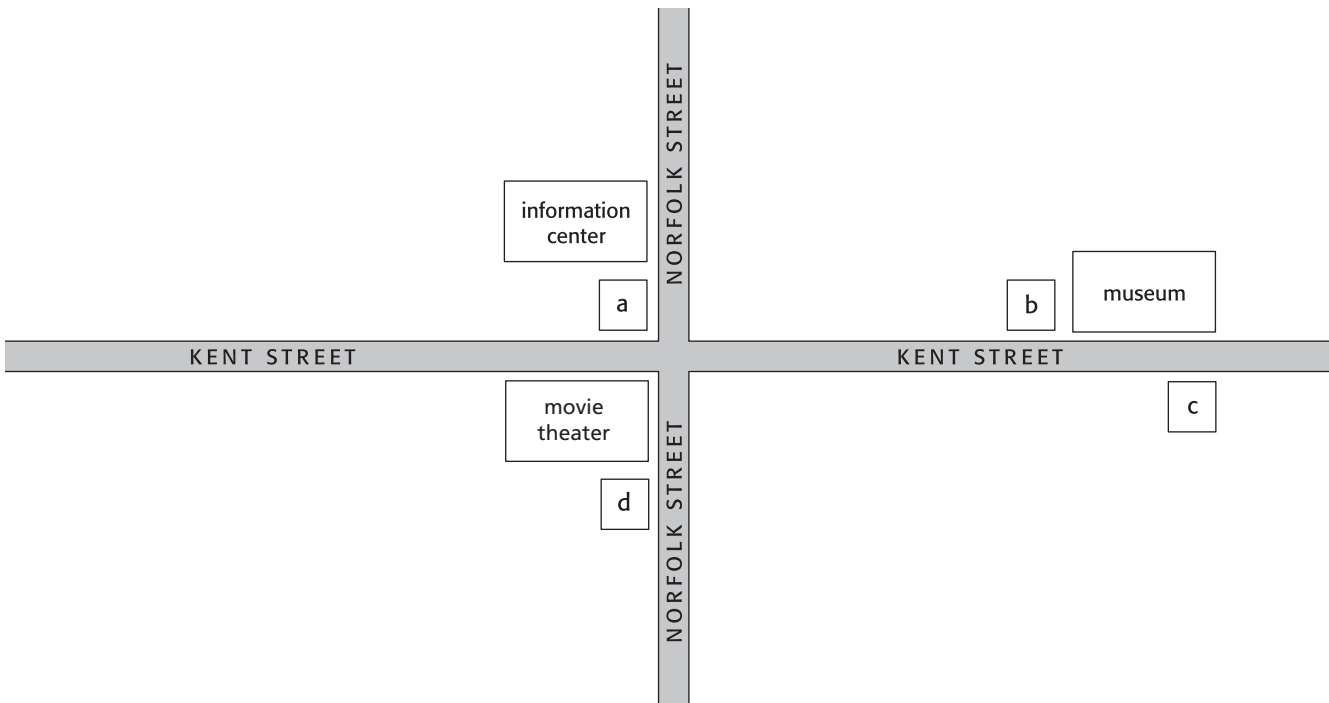 NORFOLK STREET
information
center
a
b
museum
KENT STREET
KENT STREET
movie
theater
c
d
NORFOLK STREET